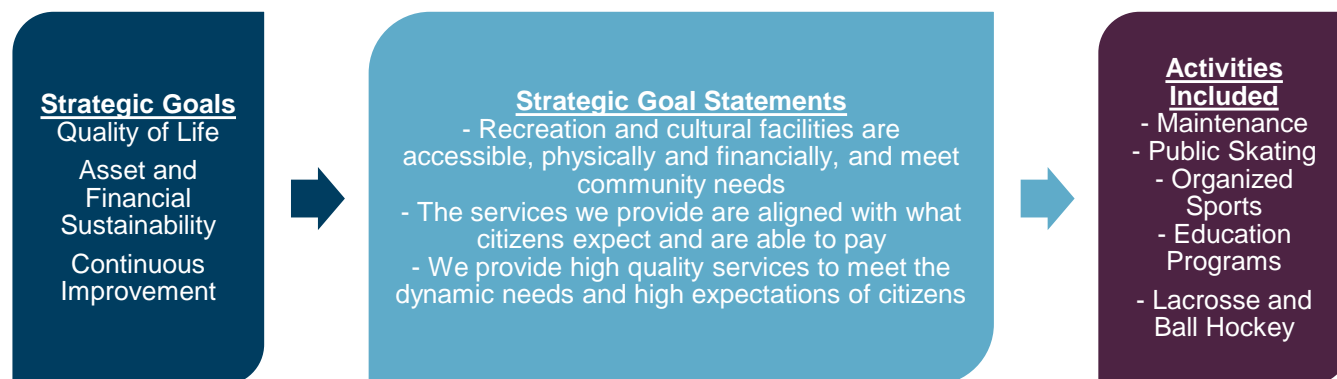 Strategic Goals
Quality of Life
Asset and
Financial
Sustainability
Continuous
Improvement
Strategic Goal Statements
- Recreation and cultural facilities are
accessible, physically and financially, and meet
community needs
- The services we provide are aligned with what
citizens expect and are able to pay
- We provide high quality services to meet the
dynamic needs and high expectations of citizens
Activities
Included
- Maintenance
- Public Skating
- Organized
Sports
- Education
Programs
- Lacrosse and
Ball Hockey